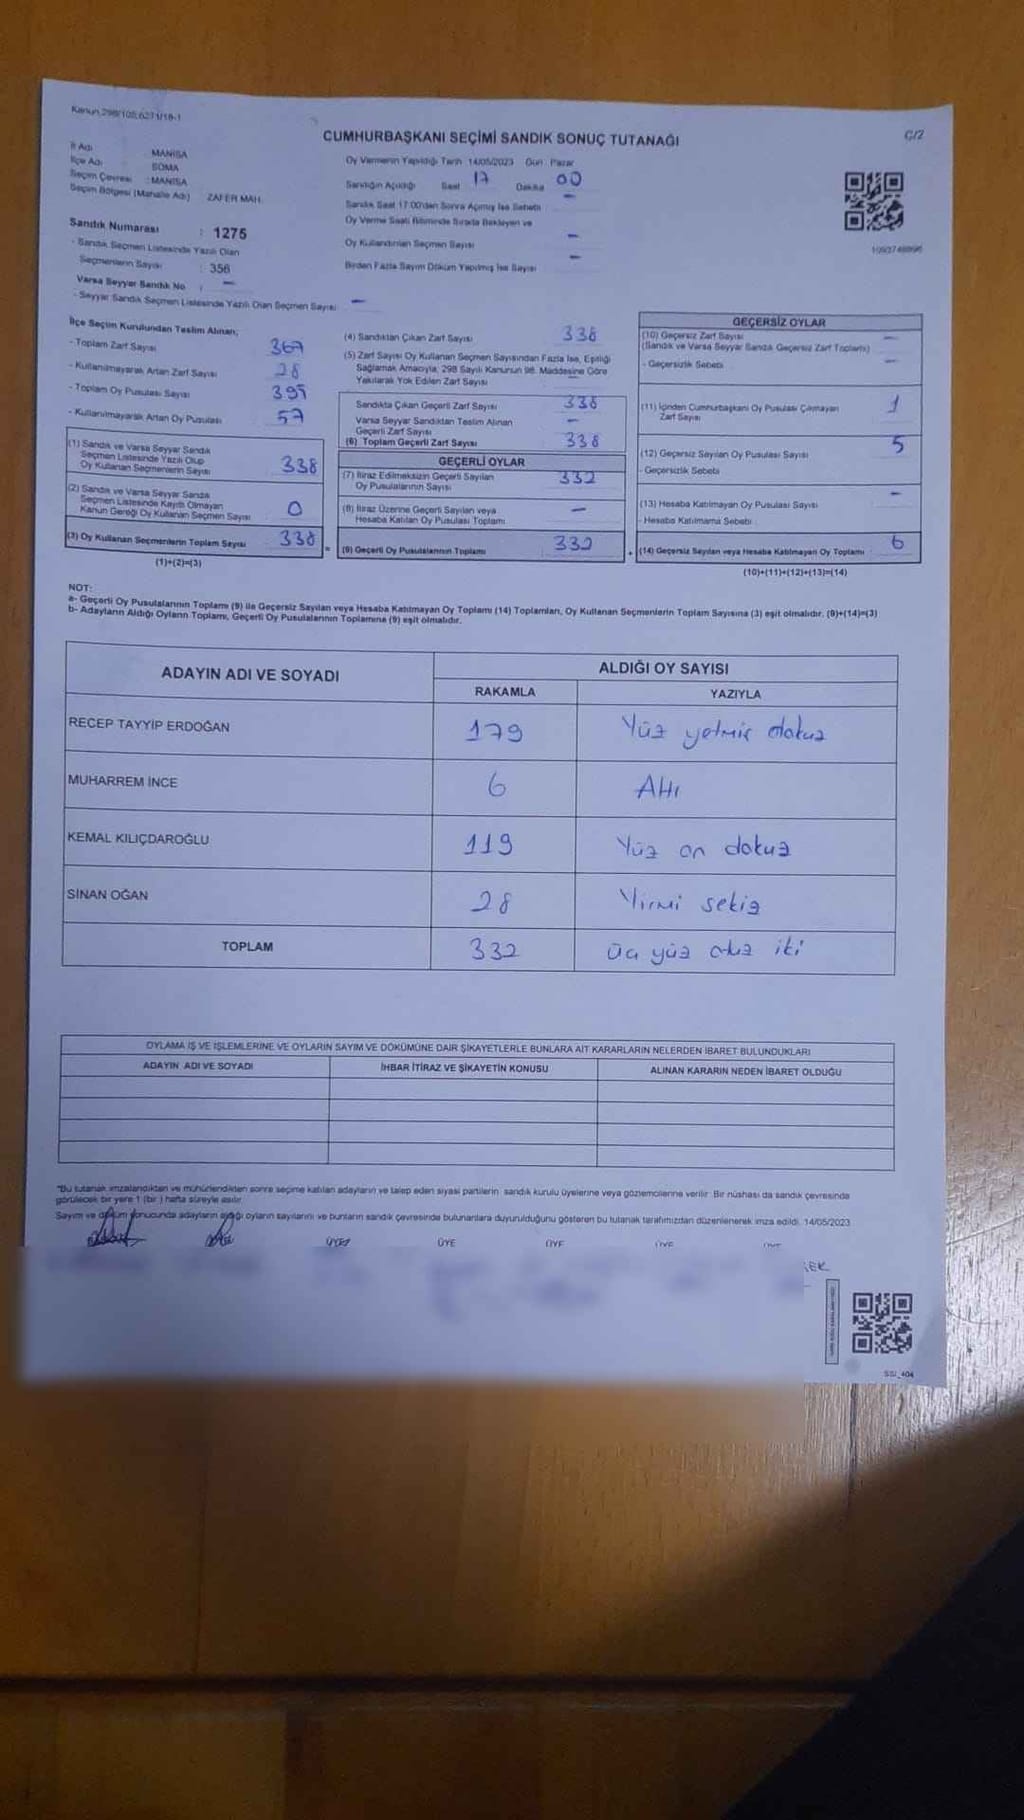 Kanun 298/105,6271/18-1
CUMHURBAŞKANI SEÇİMİ SANDIK SONUÇ TUTANAĞI
C/2
İl Adı : MANİSA
İlçe Adı : SOMA
Seçim Çevresi : MANİSA
Seçim Bölgesi (Mahalle Adı) ZAFER MAH.
Oy Vermenin Yapıldığı Tarih 14/05/2023 Gün : Pazar
Sandığın Açıldığı Saat 17 Dakika 00
Sandık Saat 17:00'den Sonra Açılmış İse Sebebi -
Oy Verme Saati Bitiminde Sırada Bekleyen ve
Oy Kullandırılan Seçmen Sayısı -
Birden Fazla Sayım Döküm Yapılmış İse Sayısı -
Sandık Numarası : 1275
- Sandık Seçmen Listesinde Yazılı Olan
Seçmenlerin Sayısı : 356
Varsa Seyyar Sandık No : -
- Seyyar Sandık Seçmen Listesinde Yazılı Olan Seçmen Sayısı -
İlçe Seçim Kurulundan Teslim Alınan;
- Toplam Zarf Sayısı 367
- Kullanılmayarak Artan Zarf Sayısı 28
- Toplam Oy Pusulası Sayısı 395
- Kullanılmayarak Artan Oy Pusulası 57
(1) Sandık ve Varsa Seyyar Sandık
Seçmen Listesinde Yazılı Olup
Oy Kullanan Seçmenlerin Sayısı 338
(2) Sandık ve Varsa Seyyar Sandık
Seçmen Listesinde Kayıtlı Olmayan
Kanun Gereği Oy Kullanan Seçmen Sayısı 0
(3) Oy Kullanan Seçmenlerin Toplam Sayısı 338
(1)+(2)=(3)
(4) Sandıktan Çıkan Zarf Sayısı 338
(5) Zarf Sayısı Oy Kullanan Seçmen Sayısından Fazla İse, Eşitliği
Sağlamak Amacıyla, 298 Sayılı Kanunun 98. Maddesine Göre
Yakılarak Yok Edilen Zarf Sayısı -
Sandıkta Çıkan Geçerli Zarf Sayısı 338
Varsa Seyyar Sandıktan Teslim Alınan
Geçerli Zarf Sayısı -
(6) Toplam Geçerli Zarf Sayısı 338
GEÇERLİ OYLAR
(7) İtiraz Edilmeksizin Geçerli Sayılan
Oy Pusulalarının Sayısı 332
(8) İtiraz Üzerine Geçerli Sayılan veya
Hesaba Katılan Oy Pusulası Toplamı -
= (9) Geçerli Oy Pusulalarının Toplamı 332
GEÇERSİZ OYLAR
(10) Geçersiz Zarf Sayısı -
(Sandık ve Varsa Seyyar Sandık Geçersiz Zarf Toplamı)
- Geçersizlik Sebebi -
(11) İçinden Cumhurbaşkanı Oy Pusulası Çıkmayan
Zarf Sayısı 1
(12) Geçersiz Sayılan Oy Pusulası Sayısı 5
- Geçersizlik Sebebi
(13) Hesaba Katılmayan Oy Pusulası Sayısı -
- Hesaba Katılmama Sebebi
+ (14) Geçersiz Sayılan veya Hesaba Katılmayan Oy Toplamı 6
(10)+(11)+(12)+(13)=(14)
NOT:
a- Geçerli Oy Pusulalarının Toplamı (9) ile Geçersiz Sayılan veya Hesaba Katılmayan Oy Toplamı (14) Toplamları, Oy Kullanan Seçmenlerin Toplam Sayısına (3) eşit olmalıdır. (9)+(14)=(3)
b- Adayların Aldığı Oyların Toplamı, Geçerli Oy Pusulalarının Toplamına (9) eşit olmalıdır.
ADAYIN ADI VE SOYADI ALDIĞI OY SAYISI
RAKAMLA YAZIYLA
RECEP TAYYİP ERDOĞAN 179 Yüz yetmiş dokuz
MUHARREM İNCE 6 Altı
KEMAL KILIÇDAROĞLU 119 Yüz on dokuz
SİNAN OĞAN 28 Yirmi sekiz
TOPLAM 332 üç yüz otuz iki
OYLAMA İŞ VE İŞLEMLERİNE VE OYLARIN SAYIM VE DÖKÜMÜNE DAİR ŞİKAYETLERLE BUNLARA AİT KARARLARIN NELERDEN İBARET BULUNDUKLARI
ADAYIN ADI VE SOYADI İHBAR İTİRAZ VE ŞİKAYETİN KONUSU ALINAN KARARIN NEDEN İBARET OLDUĞU
"Bu tutanak imzalandıktan ve mühürlendikten sonra seçime katılan adayların ve talep eden siyasi partilerin sandık kurulu üyelerine veya gözlemcilerine verilir. Bir nüshası da sandık çevresinde
görülecek bir yere 1 (bir) hafta süreyle asılır.
Sayım ve döküm sonucunda adayların aldığı oyların sayılarını ve bunların sandık çevresinde bulunanlara duyurulduğunu gösteren bu tutanak tarafımızdan düzenlenerek imza edildi. 14/05/2023
ÜYE ÜYE ÜYE ÜYE
SSI_404